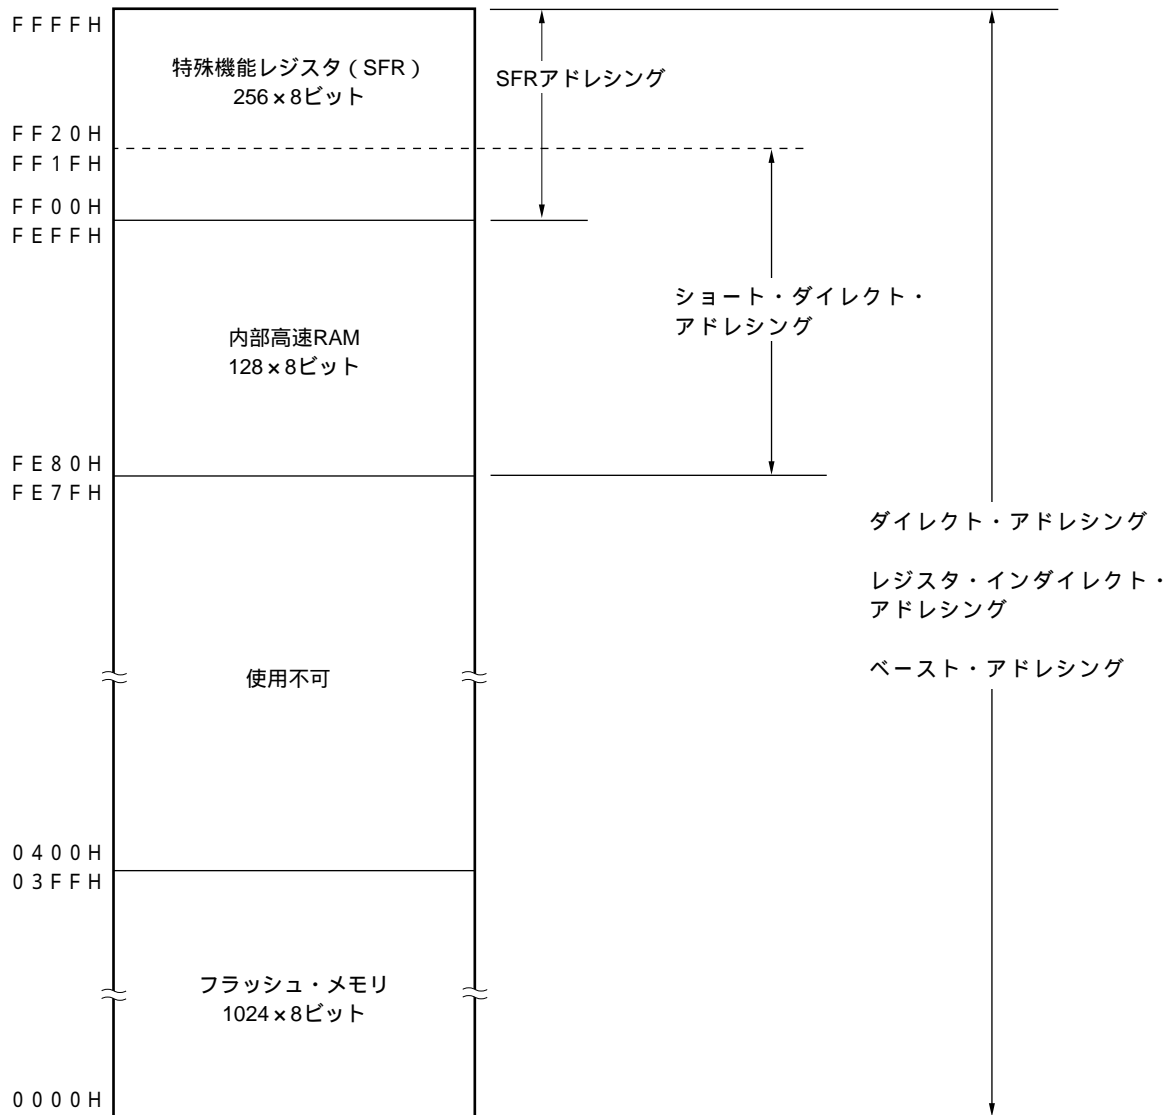 FFFFH
特殊機能レジスタ(SFR)
256×8ビット
SFRアドレシング
FF20H
FF1FH
FF00H
FEFFH
ショート・ダイレクト・
アドレシング
内部高速RAM
128×8ビット
FE80H
FE7FH
ダイレクト・アドレシング
レジスタ・インダイレクト・
アドレシング
ベースト・アドレシング
使用不可
0400H
03FFH
フラッシュ・メモリ
1024×8ビット
0000H